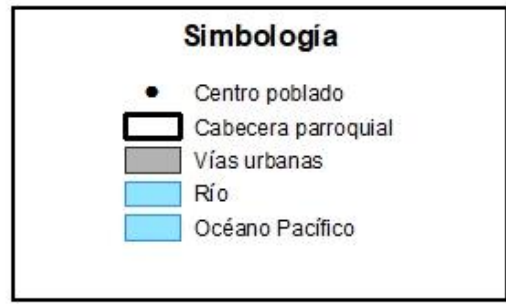 Simbología
Centro poblado
Cabecera parroquial
Vías urbanas
Río
Océano Pacífico